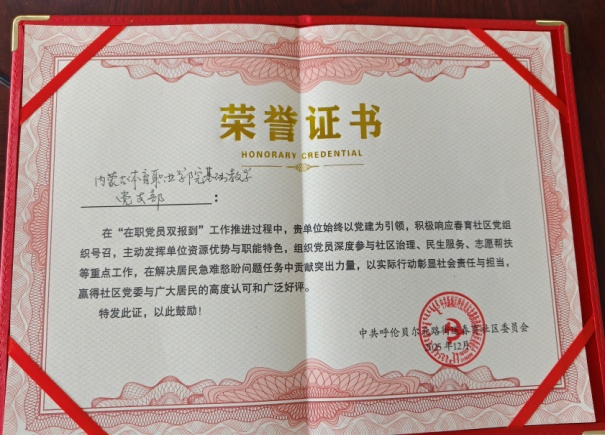 荣誉证书
HONORARY CREDENTIAL
内蒙古体育职业学院基础教学
党支部：
在“在职党员双报到”工作推进过程中，贵单位始终以党建为引领，积极响应春育社区党组
织号召，主动发挥单位资源优势与职能特色，组织党员深度参与社区治理、民生服务、志愿帮扶
等重点工作，在解决居民急难愁盼问题任务中贡献突出力量，以实际行动彰显社会责任与担当，
赢得社区党委与广大居民的高度认可和广泛好评。
特发此证，以此鼓励！
中共呼伦贝尔北路街道春育社区委员会
2025年12月